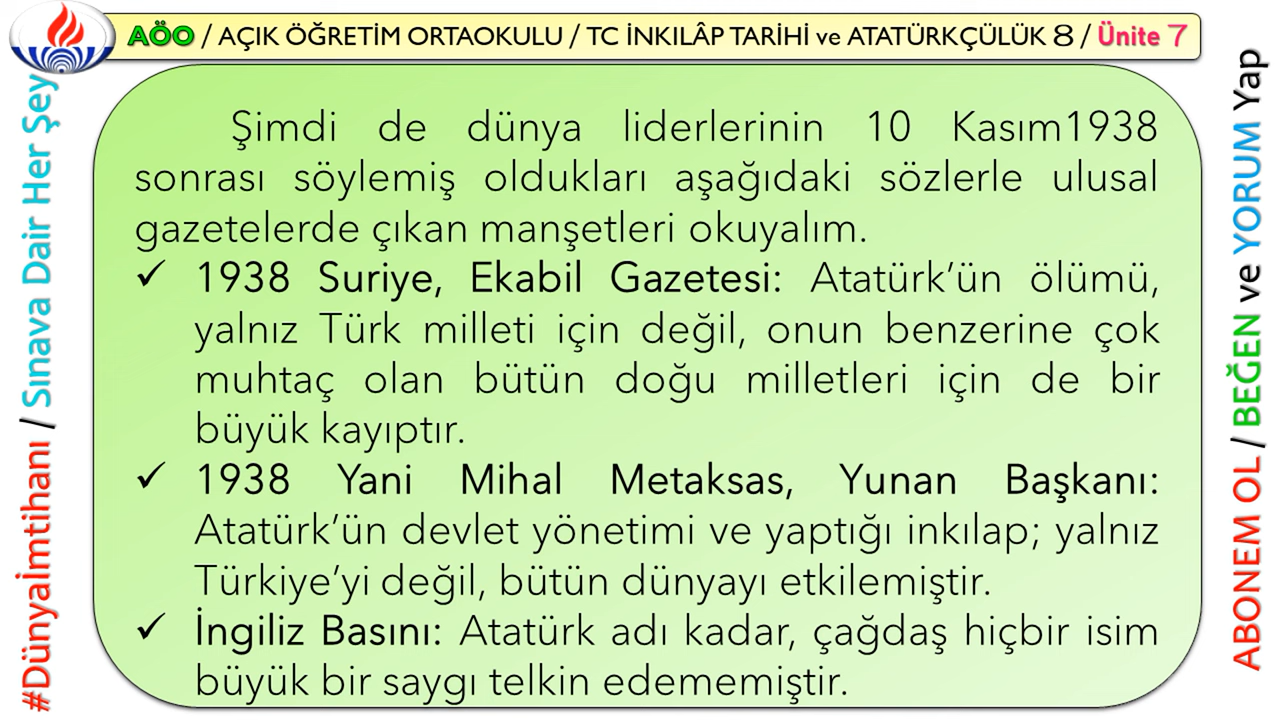 AÖO / AÇIK ÖĞRETİM ORTAOKULU / TC İNKILÂP TARİHİ ve ATATÜRKÇÜLÜK 8 / Ünite 7
#Dünyaİmtihanı / Sınava Dair Her Şey
Şimdi de dünya liderlerinin 10 Kasım1938
sonrası söylemiş oldukları aşağıdaki sözlerle ulusal
gazetelerde çıkan manşetleri okuyalım.
✓ 1938 Suriye, Ekabil Gazetesi: Atatürk’ün ölümü,
yalnız Türk milleti için değil, onun benzerine çok
muhtaç olan bütün doğu milletleri için de bir
büyük kayıptır.
✓ 1938 Yani Mihal Metaksas, Yunan Başkanı:
Atatürk’ün devlet yönetimi ve yaptığı inkılap; yalnız
Türkiye’yi değil, bütün dünyayı etkilemiştir.
✓ İngiliz Basını: Atatürk adı kadar, çağdaş hiçbir isim
büyük bir saygı telkin edememiştir.
ABONEM OL / BEĞEN ve YORUM Yap